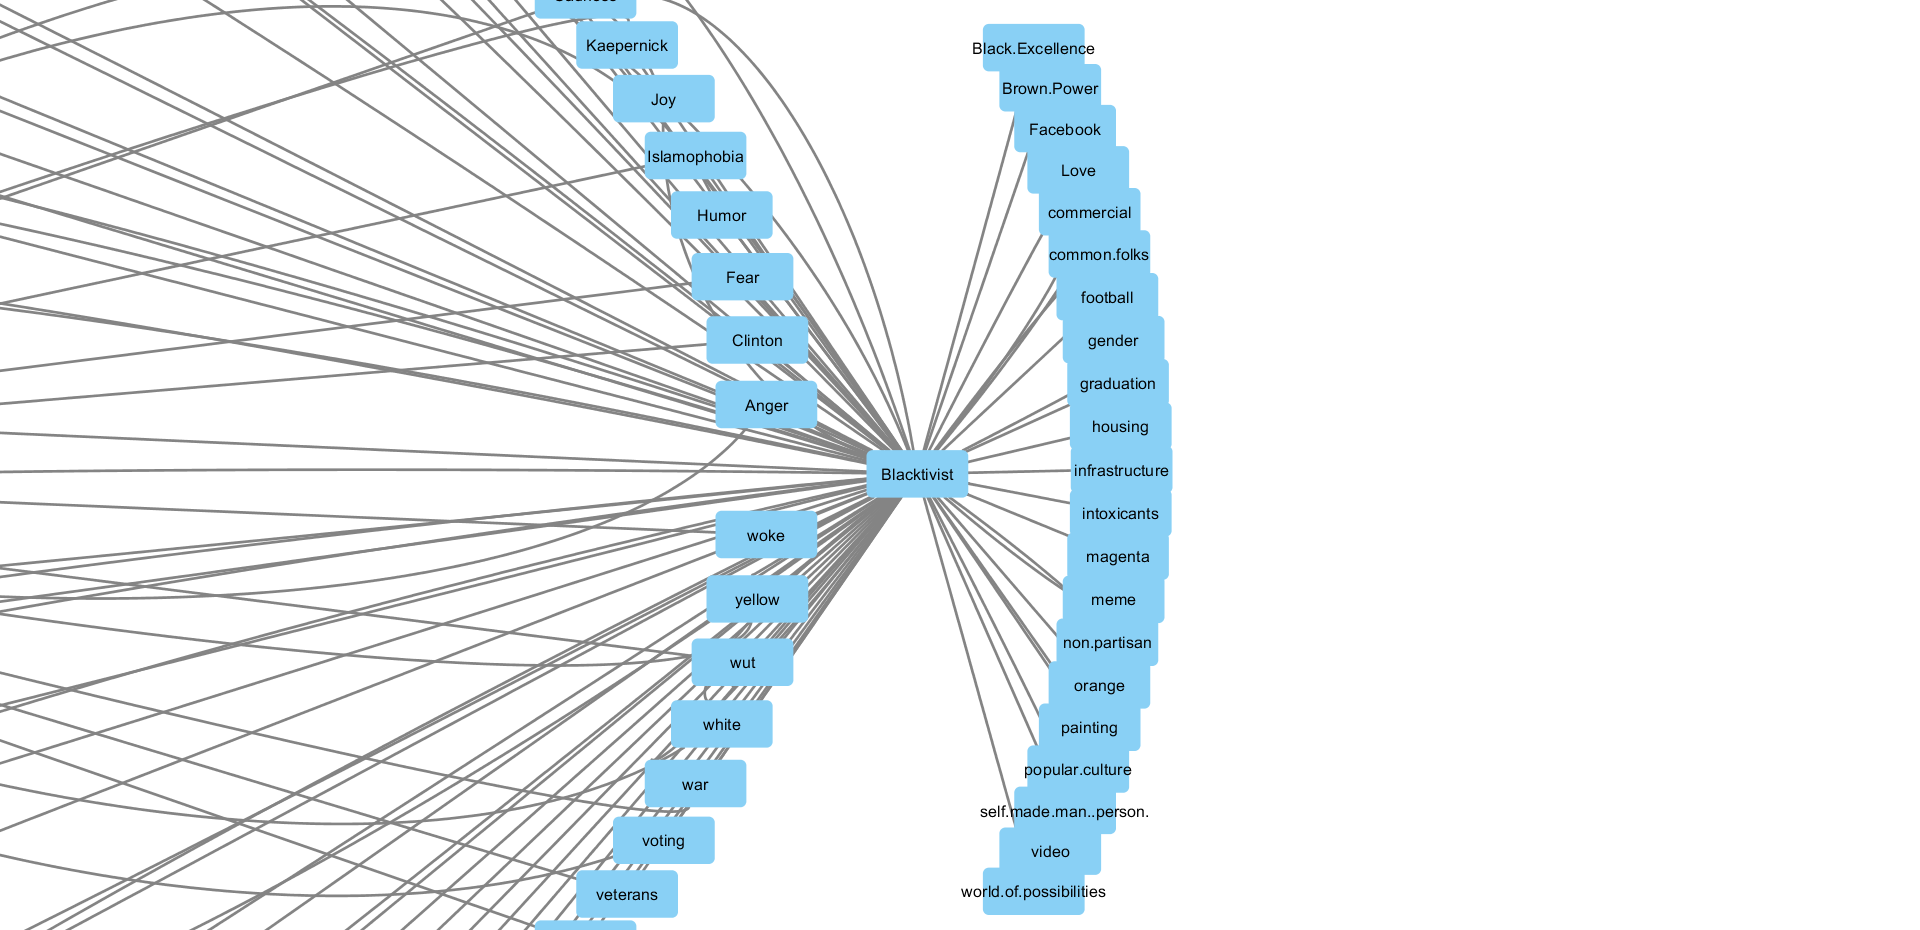 Sadness
Kaepernick
Joy
Islamophobia
Humor
Fear
Clinton
Anger
Blacktivist
woke
yellow
wut
white
war
voting
veterans
Black.Excellence
Brown.Power
Facebook
Love
commercial
common.folks
football
gender
graduation
housing
infrastructure
intoxicants
magenta
meme
non.partisan
orange
painting
popular.culture
self.made.man..person.
video
world.of.possibilities